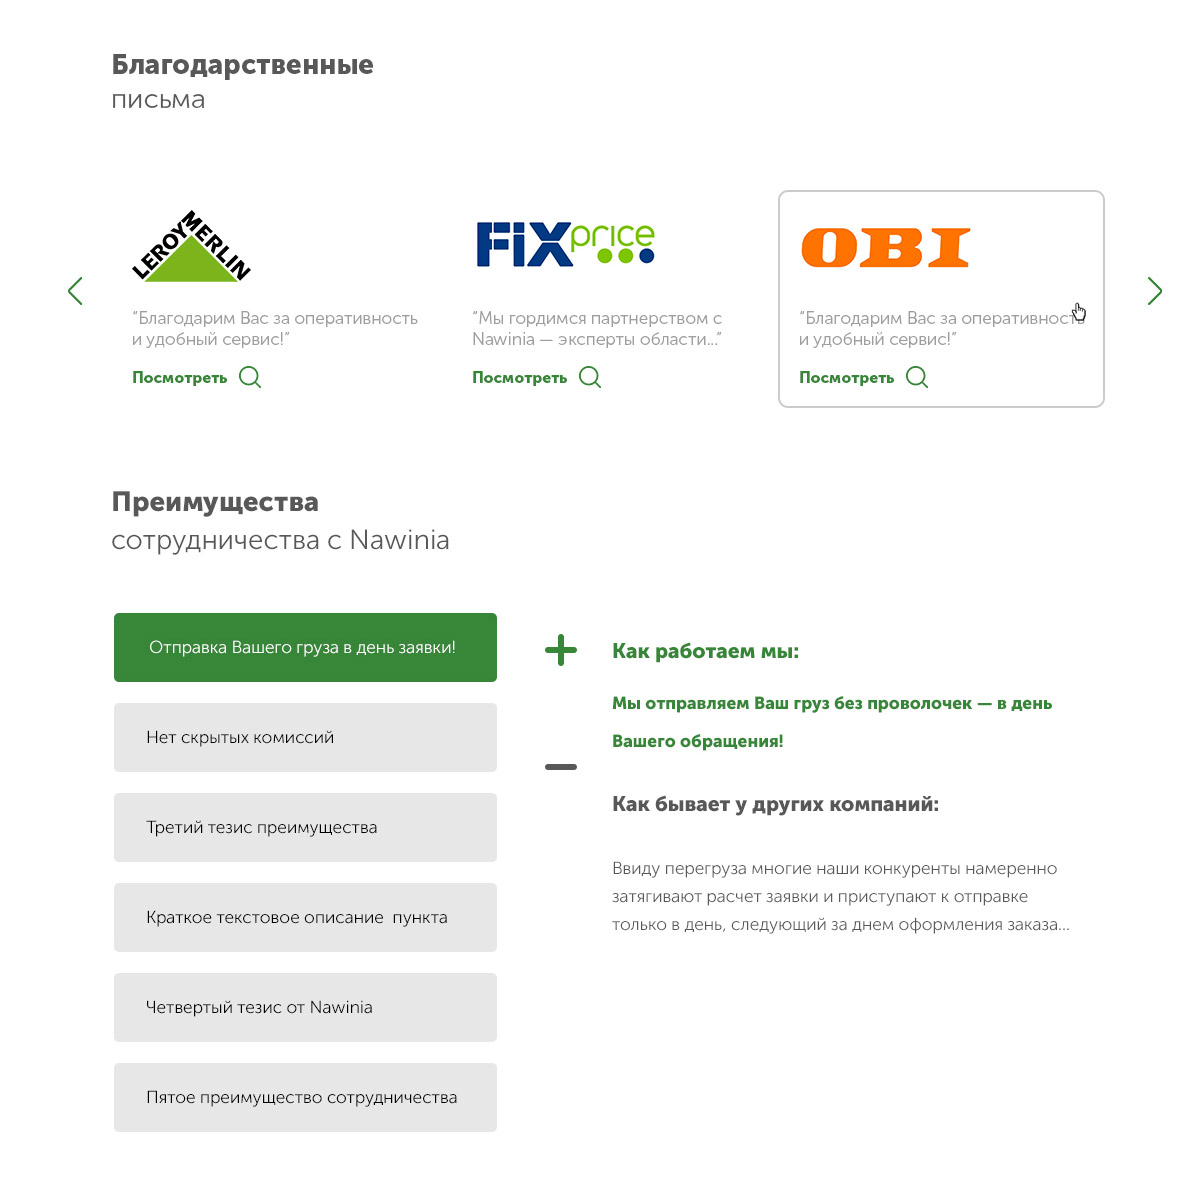 Благодарственные
письма
LEROY MERLIN
FiX price
OBI
“Благодарим Вас за оперативность
и удобный сервис!”
“Мы гордимся партнерством с
Nawinia — эксперты области...”
“Благодарим Вас за оперативность
и удобный сервис!”
Посмотреть
Посмотреть
Посмотреть
Преимущества
сотрудничества с Nawinia
Отправка Вашего груза в день заявки!
Нет скрытых комиссий
Третий тезис преимущества
Краткое текстовое описание  пункта
Четвертый тезис от Nawinia
Пятое преимущество сотрудничества
Как работаем мы:
Мы отправляем Ваш груз без проволочек — в день
Вашего обращения!
Как бывает у других компаний:
Ввиду перегруза многие наши конкуренты намеренно
затягивают расчет заявки и приступают к отправке
только в день, следующий за днем оформления заказа...